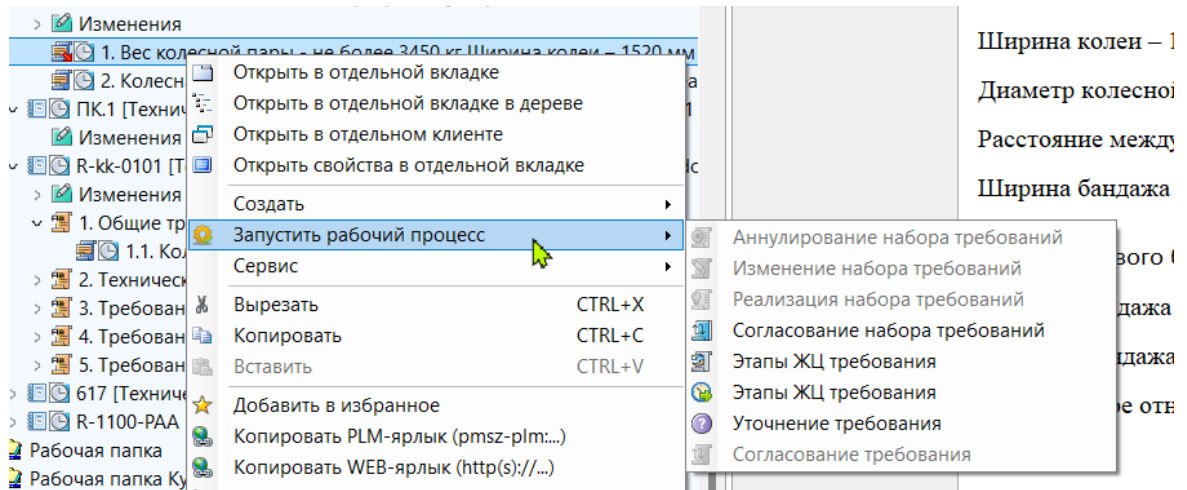 Изменения
1. Вес колесной пары - не более 3450 кг Ширина колеи – 1520 мм
2. Колесн
ПК.1 [Техни
Изменения
R-kk-0101 [Т
Изменения
1. Общие тр
1.1. Ко
2. Техническ
3. Требован
4. Требован
5. Требован
617 [Технич
R-1100-РАА
Рабочая папка
Рабочая папка Ку
Открыть в отдельной вкладке
Открыть в отдельной вкладке в дереве
Открыть в отдельном клиенте
Открыть свойства в отдельной вкладке
Создать
Запустить рабочий процесс
Сервис
Вырезать CTRL+X
Копировать CTRL+C
Вставить CTRL+V
Добавить в избранное
Копировать PLM-ярлык (pmsz-plm:...)
Копировать WEB-ярлык (http(s)://...)
Аннулирование набора требований
Изменение набора требований
Реализация набора требований
Согласование набора требований
Этапы ЖЦ требования
Этапы ЖЦ требования
Уточнение требования
Согласование требования
Ширина колеи – 1
Диаметр колесной
Расстояние между
Ширина бандажа
вого б
дажа
ндажа
ое отн